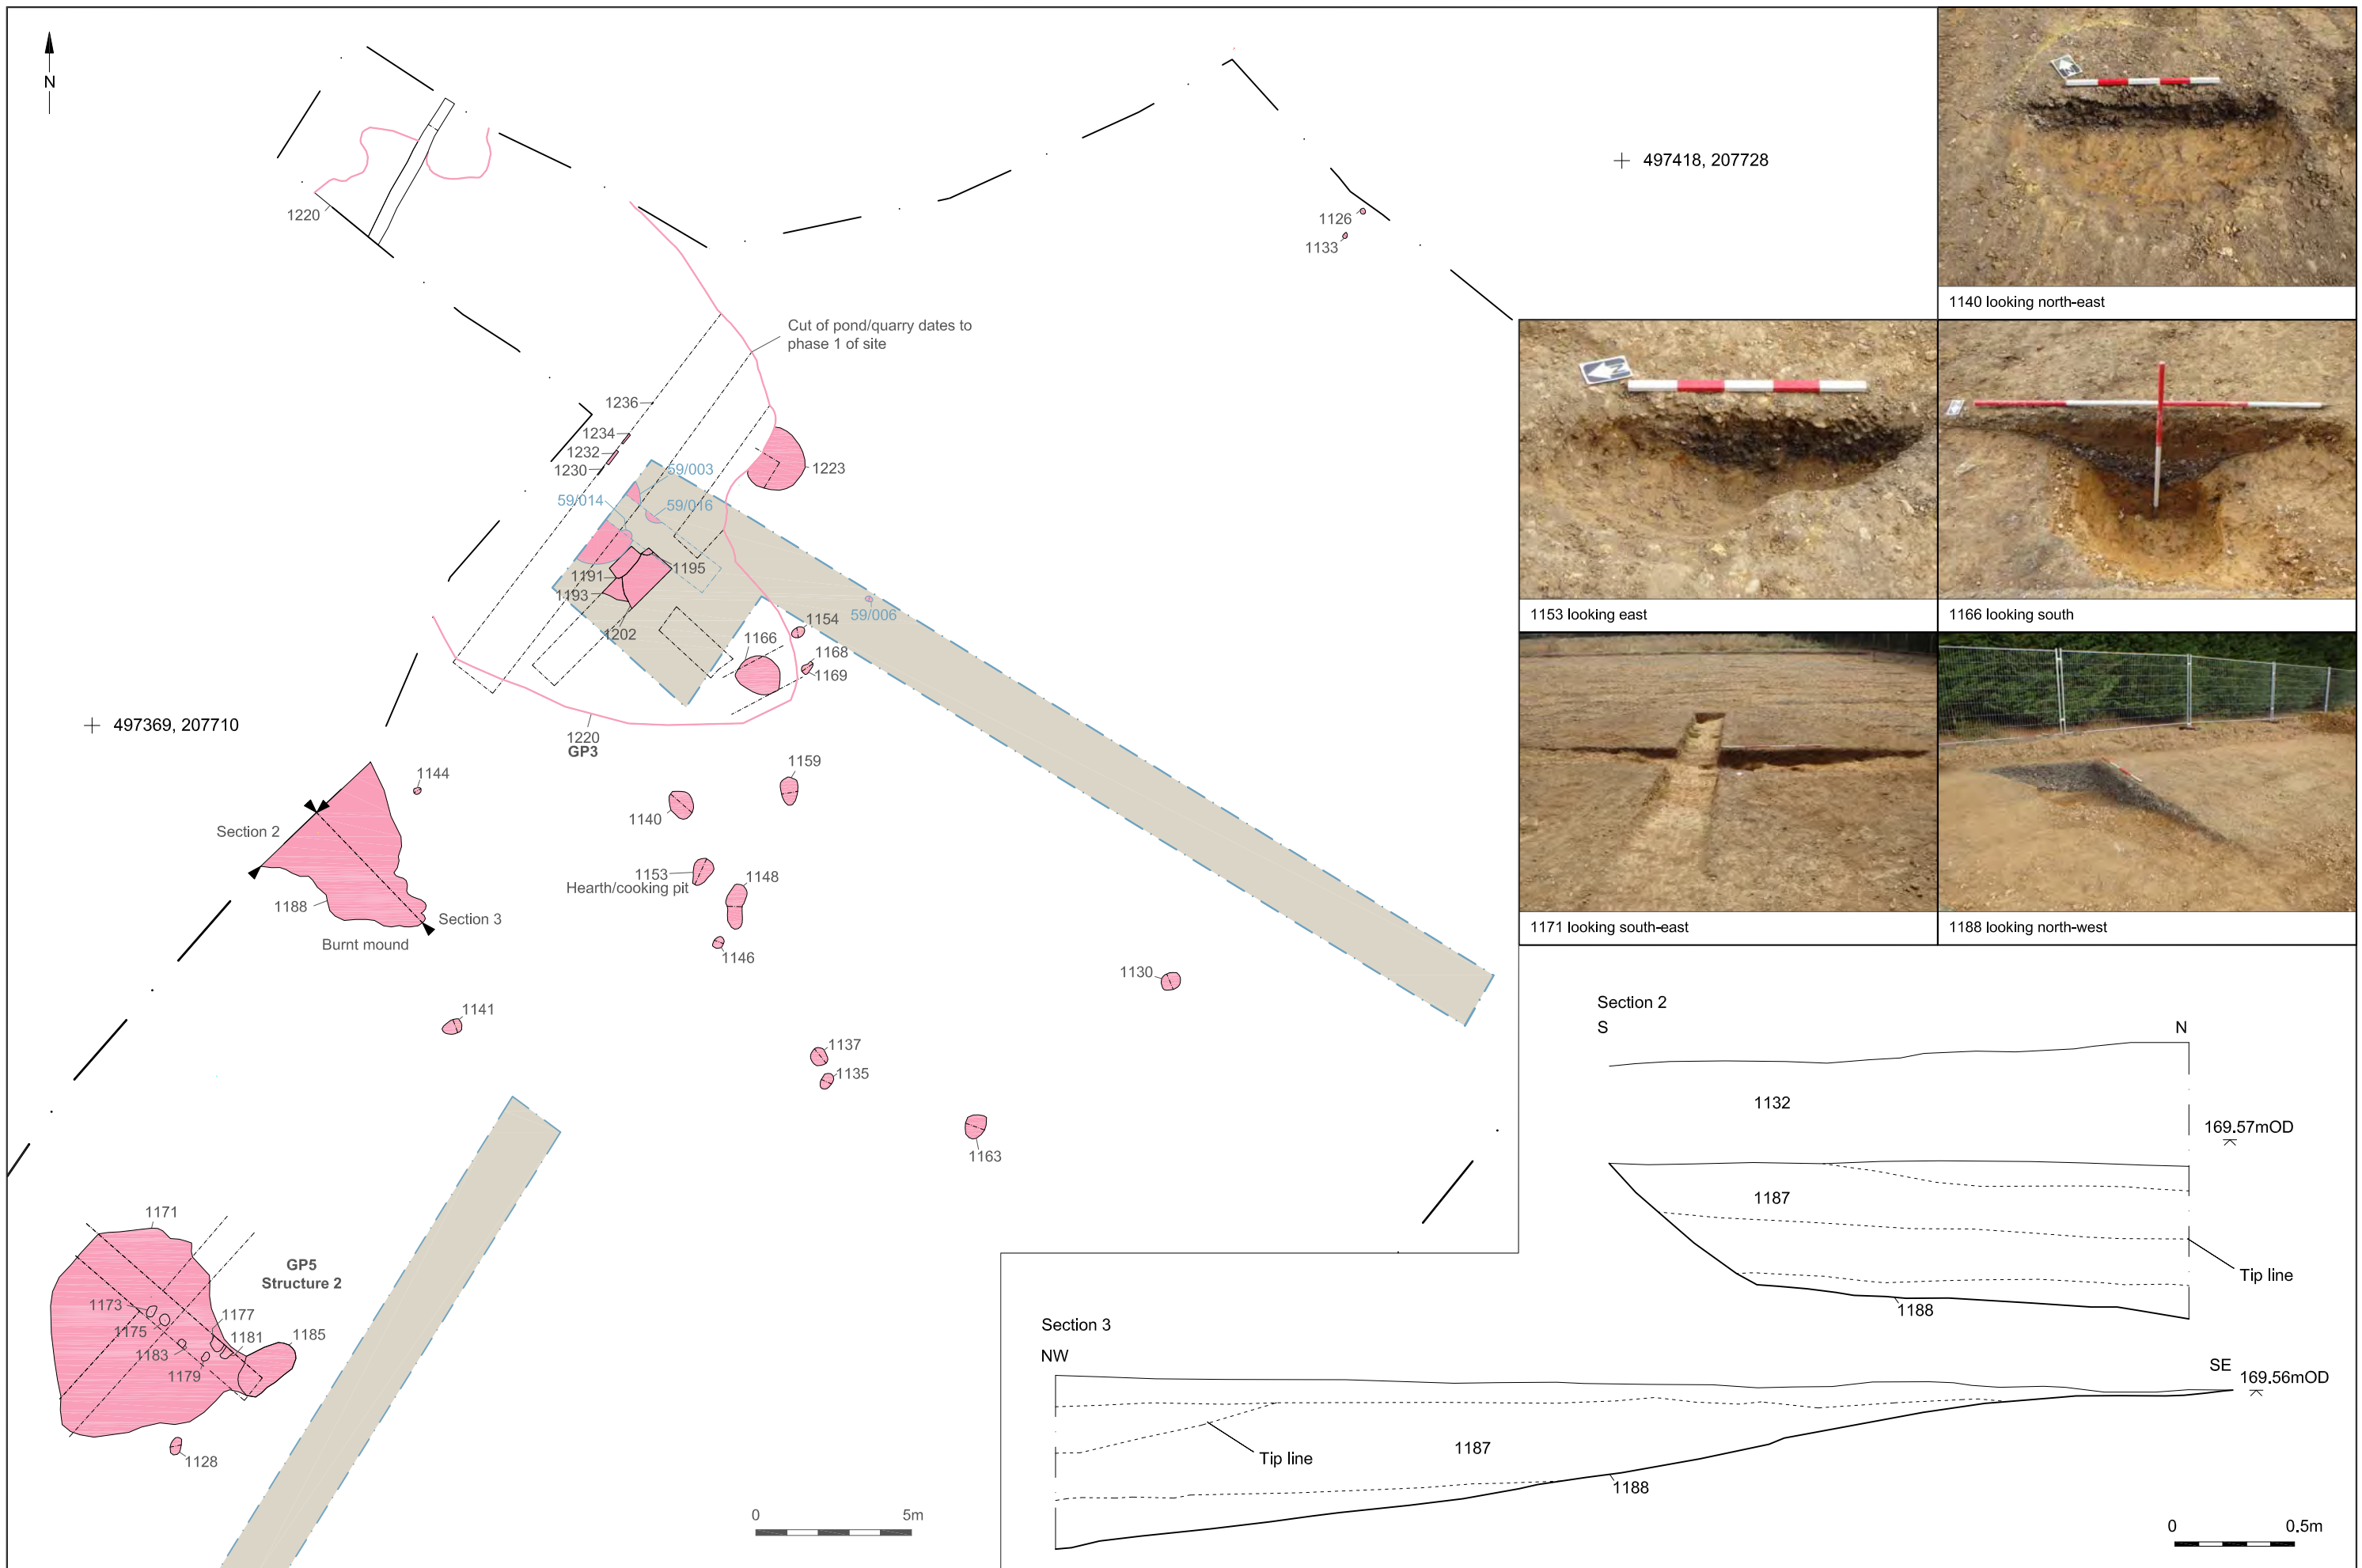 N
1220
497418, 207728
1126
1133
Cut of pond/quarry dates to
phase 1 of site
1236
1234
1232
1230
59/003
59/014
59/016
1223
1191
1195
1193
1202
59/006
1154
1166
1168
1169
497369, 207710
1220
GP3
1144
1159
1140
Section 2
1153
Hearth/cooking pit
1148
1188
Section 3
Burnt mound
1146
1130
1141
1137
1135
1163
1171
GP5
Structure 2
1173
1177
1175
1181
1185
1183
1179
1128
0 5m
1140 looking north-east
1153 looking east
1166 looking south
1171 looking south-east
1188 looking north-west
Section 2
S N
1132
169.57mOD
1187
Tip line
1188
Section 3
NW SE
169.56mOD
1187
Tip line
1188
0 0.5m